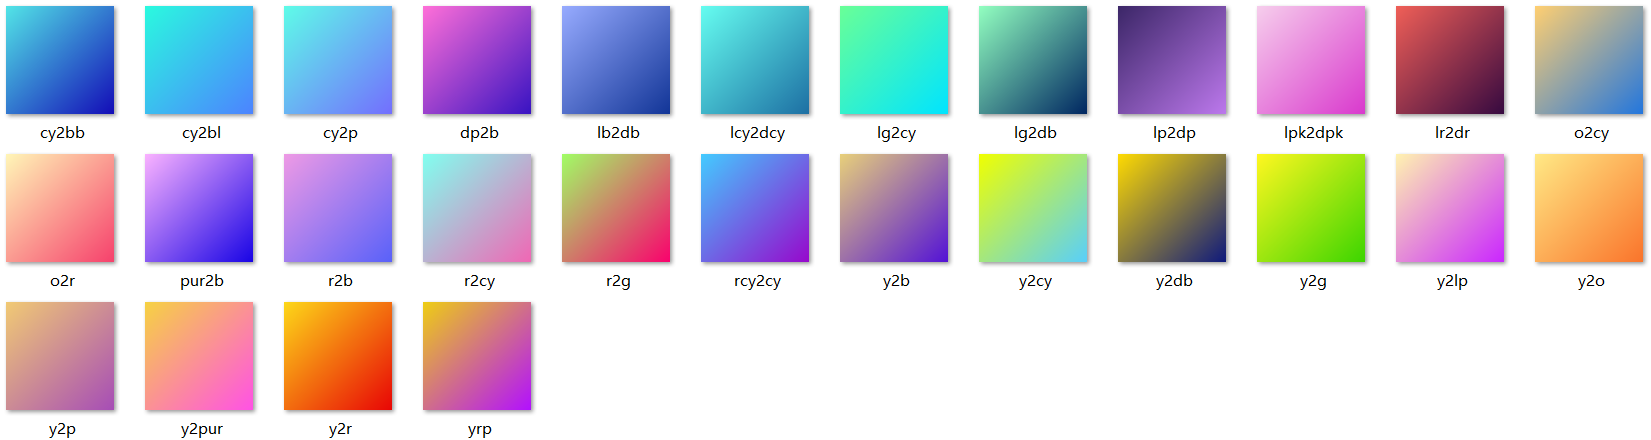 cy2bb cy2bl cy2p dp2b lb2db lcy2dcy lg2cy lg2db lp2dp lpk2dpk lr2dr o2cy
o2r pur2b r2b r2cy r2g rcy2cy y2b y2cy y2db y2g y2lp y2o
y2p y2pur y2r yrp